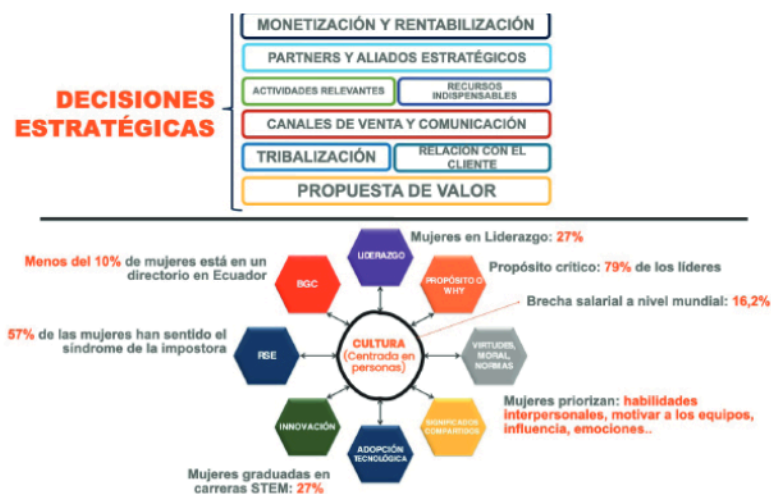 MONETIZACIÓN Y RENTABILIZACIÓN
PARTNERS Y ALIADOS ESTRATÉGICOS
ACTIVIDADES RELEVANTES
RECURSOS
INDISPENSABLES
DECISIONES
ESTRATÉGICAS
CANALES DE VENTA Y COMUNICACIÓN
TRIBALIZACIÓN
RELACIÓN CON EL
CLIENTE
PROPUESTA DE VALOR
Mujeres en Liderazgo: 27%
LIDERAZGO
Menos del 10% de mujeres está en un
directorio en Ecuador
BGC
PROPÓSITO O
WHY
Propósito crítico: 79% de los líderes
Brecha salarial a nivel mundial: 16,2%
57% de las mujeres han sentido el
síndrome de la impostora
RSE
CULTURA
(Centrada en
personas)
VIRTUDES,
MORAL,
NORMAS
Mujeres priorizan: habilidades
interpersonales, motivar a los equipos,
influencia, emociones..
INNOVACIÓN
ADOPCIÓN
TECNOLÓGICA
SIGNIFICADOS
COMPARTIDOS
Mujeres graduadas en
carreras STEM: 27%